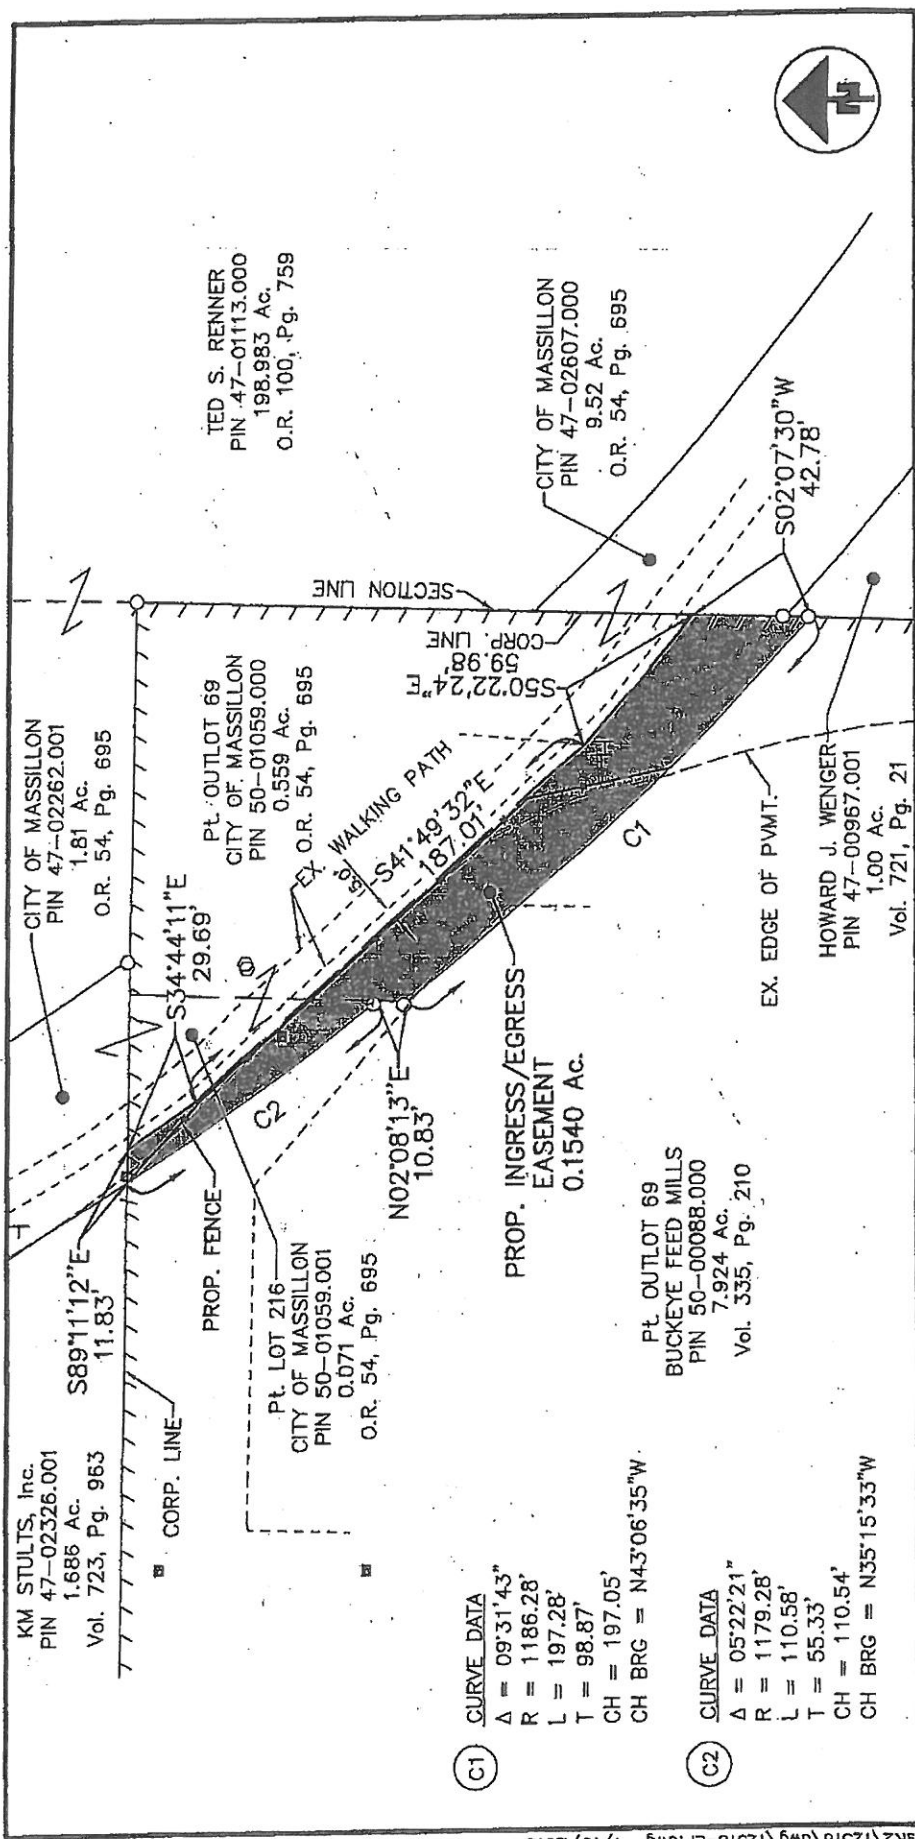 KM STULTS, Inc.
PIN 47-02326.001
1.686 Ac.
Vol. 723, Pg. 963
CORP. LINE
S89°11'12"E
11.83'
PROP. FENCE
CITY OF MASSILLON
PIN 47-02262.001
1.81 Ac.
O.R. 54, Pg. 695
S34°44'11"E
29.69'
Pt. OUTLOT 69
CITY OF MASSILLON
PIN 50-01059.000
0.559 Ac.
O.R. 54, Pg. 695
EX. WALKING PATH
5.0'
S41°49'32"E
187.01'
TED S. RENNER
PIN 47-01113.000
198.983 Ac.
O.R. 100, Pg. 759
N
SECTION LINE
CORP. LINE
S50°22'24"E
59.98'
CITY OF MASSILLON
PIN 47-02607.000
9.52 Ac.
O.R. 54, Pg. 695
S02°07'30"W
42.78'
C2
Pt. LOT 216
CITY OF MASSILLON
PIN 50-01059.001
0.071 Ac.
O.R. 54, Pg. 695
N02°08'13"E
10.83'
PROP. INGRESS/EGRESS
EASEMENT
0.1540 Ac.
C1
EX. EDGE OF PVMT.
HOWARD J. WENGER
PIN 47-00967.001
1.00 Ac.
Vol. 721, Pg. 21
Pt. OUTLOT 69
BUCKEYE FEED MILLS
PIN 50-00088.000
7.924 Ac.
Vol. 335, Pg. 210
C1 CURVE DATA
Δ = 09°31'43"
R = 1186.28'
L = 197.28'
T = 98.87'
CH = 197.05'
CH BRG = N43°06'35"W
C2 CURVE DATA
Δ = 05°22'21"
R = 1179.28'
L = 110.58'
T = 55.33'
CH = 110.54'
CH BRG = N35°15'33"W